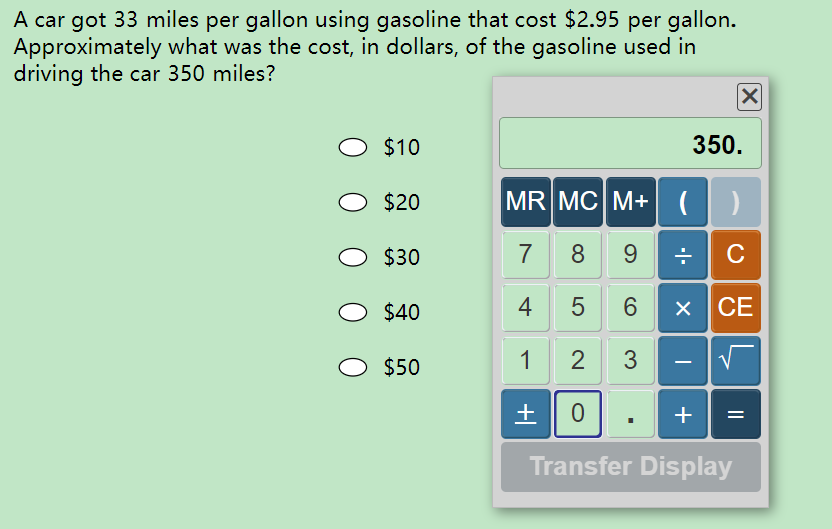 A car got 33 miles per gallon using gasoline that cost $2.95 per gallon.
Approximately what was the cost, in dollars, of the gasoline used in
driving the car 350 miles?
$10
$20
$30
$40
$50
350.
MR MC M+ ( )
7 8 9 ÷ C
4 5 6 × CE
1 2 3 − √
± 0 . + =
Transfer Display